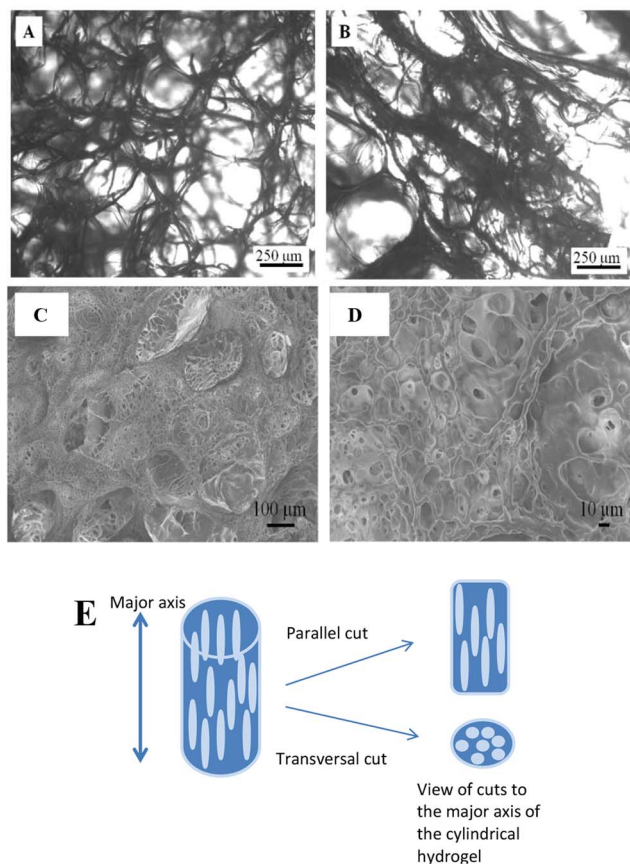 A
B
250 µm
250 µm
C
D
100 µm
10 µm
E
Major axis
Parallel cut
Transversal cut
View of cuts to
the major axis of
the cylindrical
hydrogel